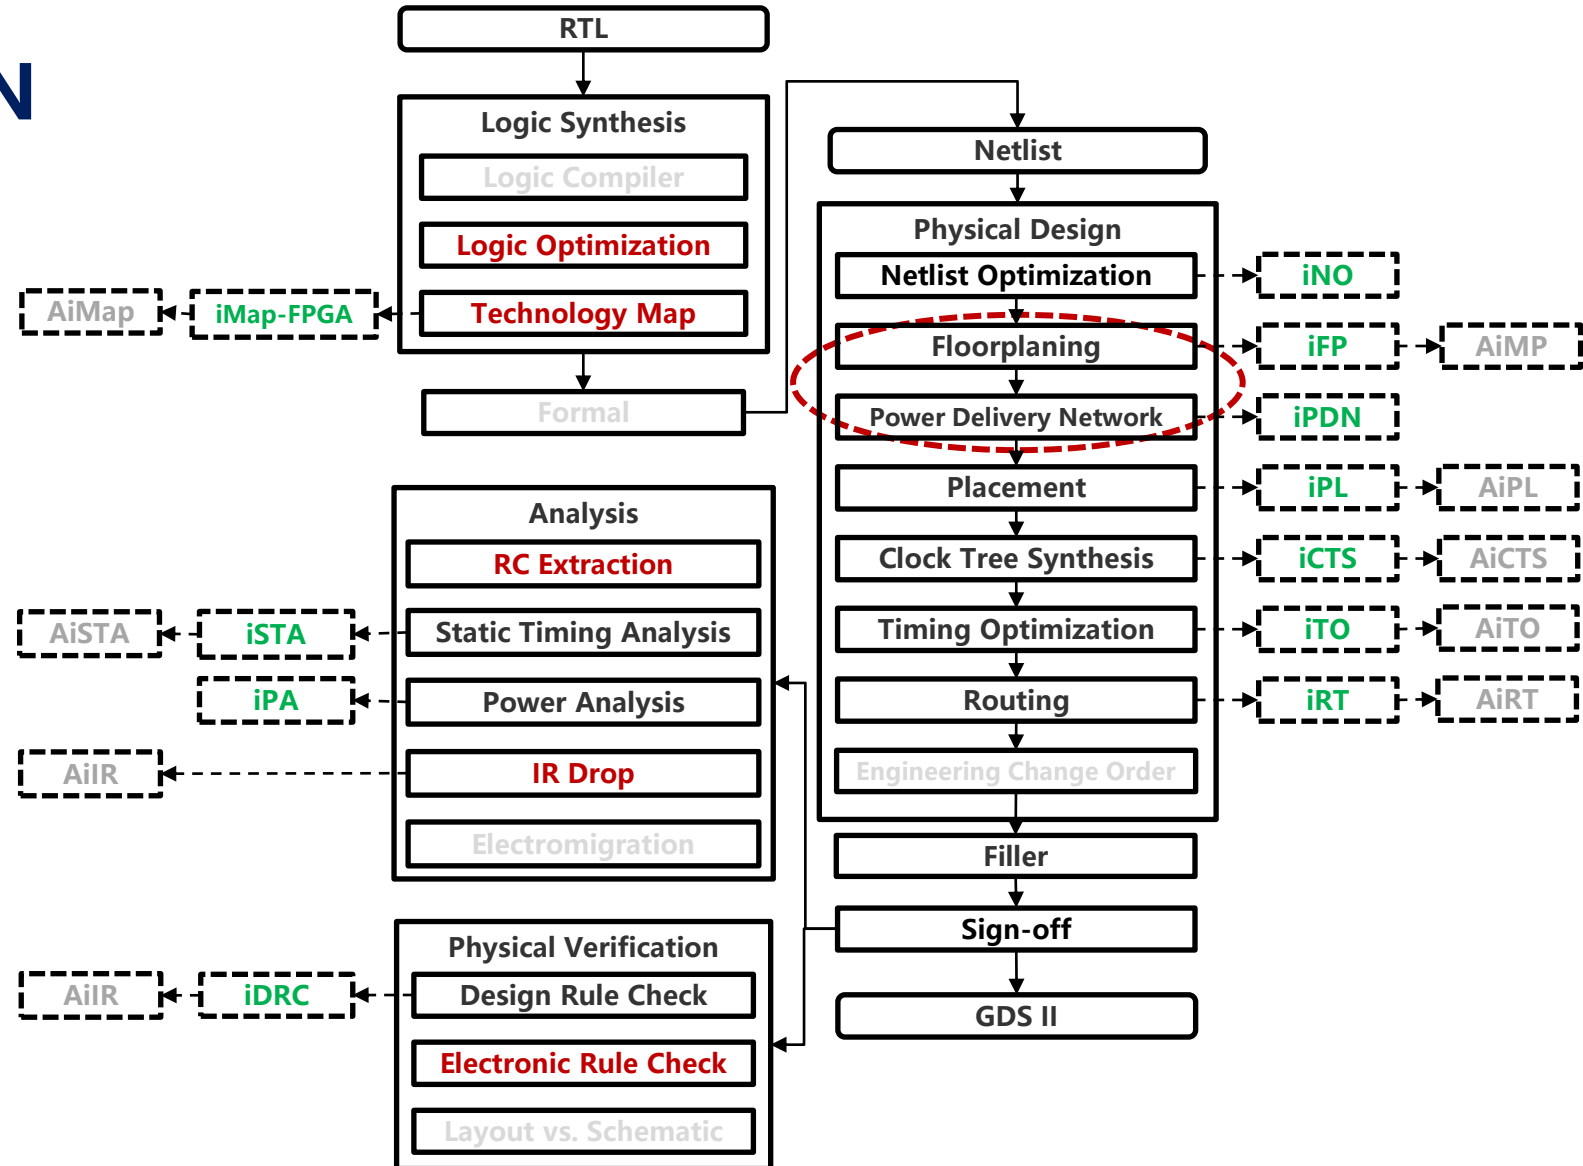 N
RTL
Logic Synthesis
Logic Compiler
Logic Optimization
Technology Map
iMap-FPGA
AiMap
Formal
Netlist
Physical Design
Netlist Optimization
iNO
Floorplaning
iFP
AiMP
Power Delivery Network
iPDN
Placement
iPL
AiPL
Clock Tree Synthesis
iCTS
AiCTS
Timing Optimization
iTO
AiTO
Routing
iRT
AiRT
Engineering Change Order
Filler
Sign-off
GDS II
Analysis
RC Extraction
Static Timing Analysis
iSTA
AiSTA
Power Analysis
iPA
IR Drop
AiIR
Electromigration
Physical Verification
Design Rule Check
iDRC
AiIR
Electronic Rule Check
Layout vs. Schematic